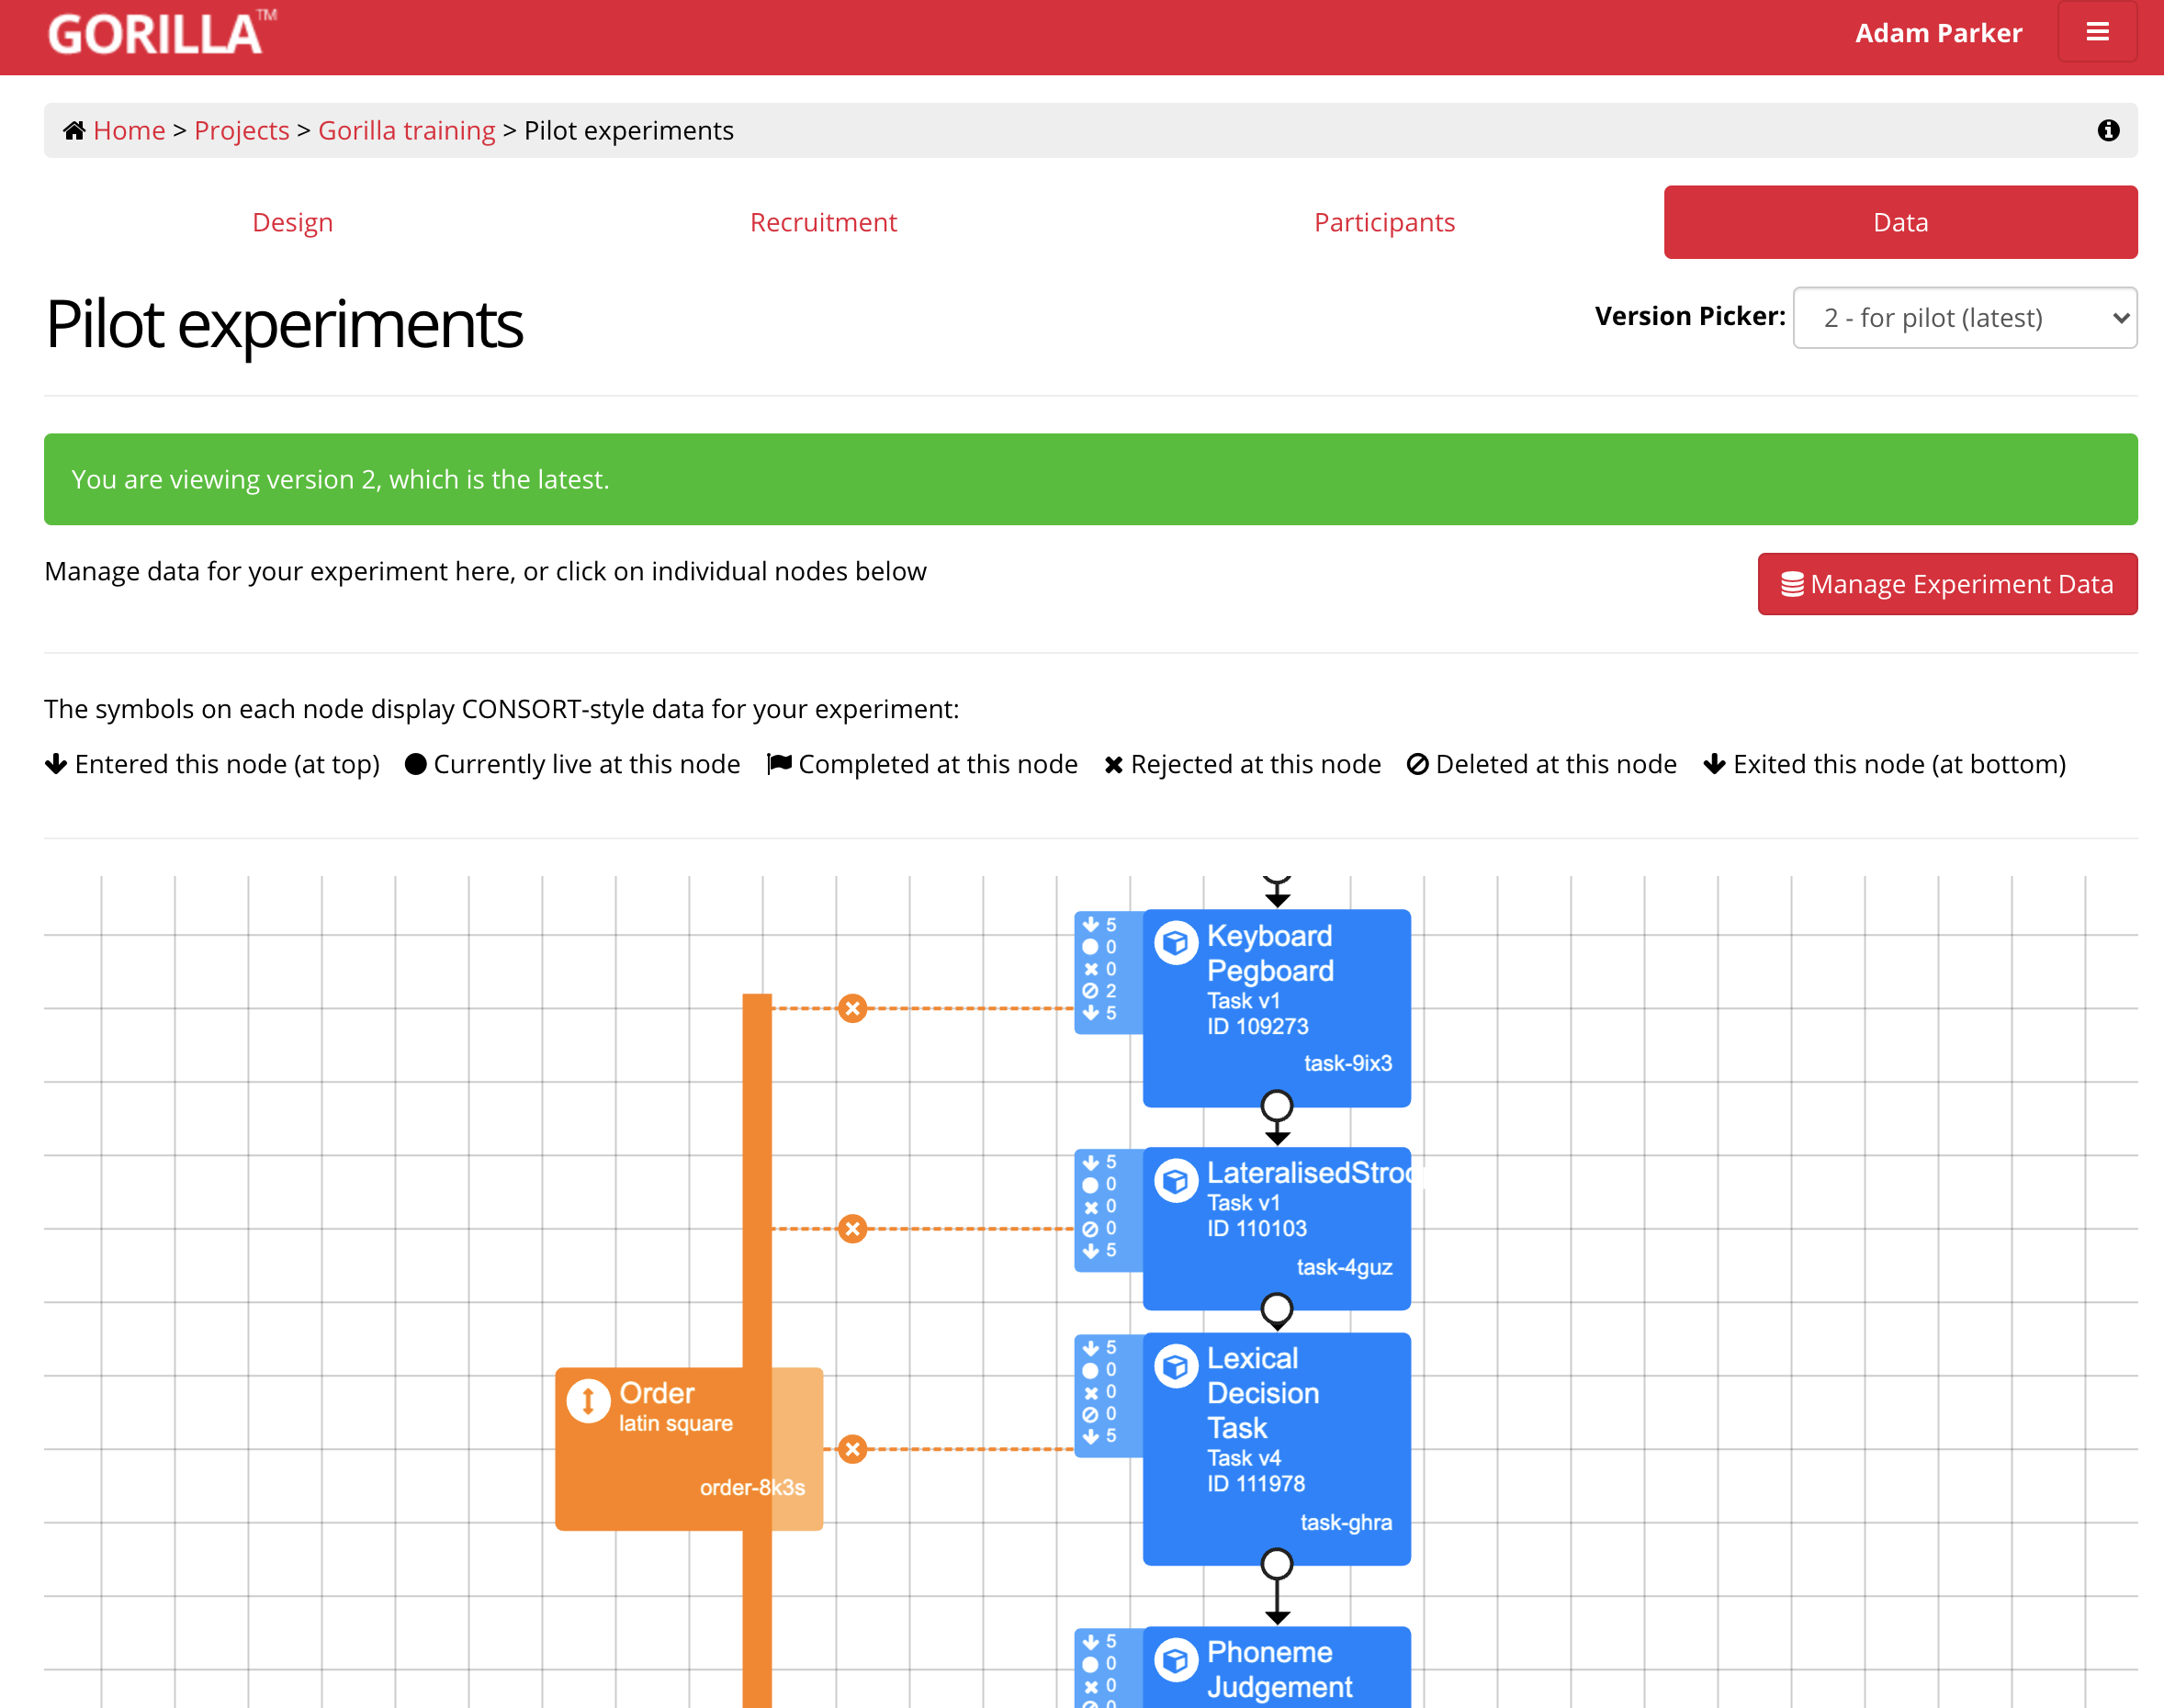 GORILLA™
Adam Parker
Home > Projects > Gorilla training > Pilot experiments
Design Recruitment Participants Data
Pilot experiments
Version Picker: 2 - for pilot (latest)
You are viewing version 2, which is the latest.
Manage data for your experiment here, or click on individual nodes below
Manage Experiment Data
The symbols on each node display CONSORT-style data for your experiment:
Entered this node (at top) Currently live at this node Completed at this node Rejected at this node Deleted at this node Exited this node (at bottom)
5
0
0
2
5
Keyboard
Pegboard
Task v1
ID 109273
task-9ix3
5
0
0
0
5
LateralisedStroo
Task v1
ID 110103
task-4guz
5
0
0
0
5
Lexical
Decision
Task
Task v4
ID 111978
task-ghra
Order
latin square
order-8k3s
5
0
0
0
Phoneme
Judgement